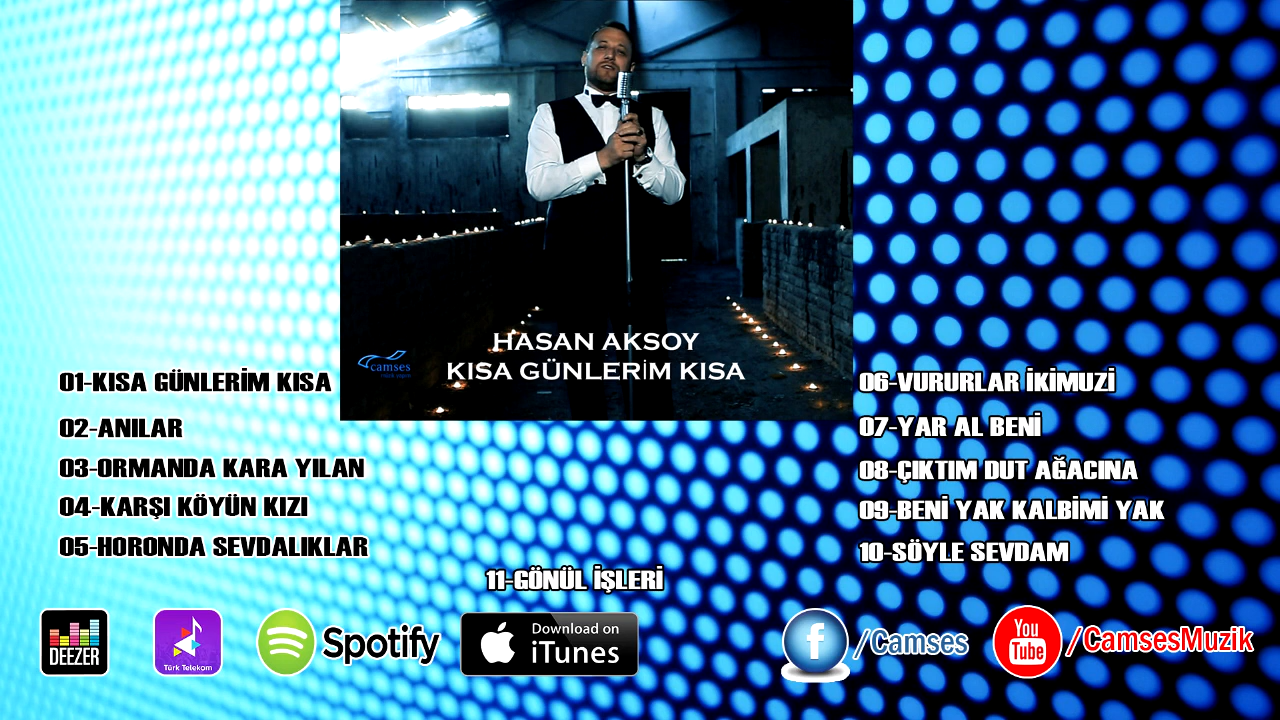 HASAN AKSOY
KISA GÜNLERİM KISA
camses
01-KISA GÜNLERİM KISA
02-ANILAR
03-ORMANDA KARA YILAN
04-KARŞI KÖYÜN KIZI
05-HORONDA SEVDALIKLAR
06-VURURLAR İKİMUZİ
07-YAR AL BENİ
08-ÇIKTIM DUT AĞACINA
09-BENİ YAK KALBİMİ YAK
10-SÖYLE SEVDAM
11-GÖNÜL İŞLERİ
DEEZER
Türk Telekom
Spotify
Download on
iTunes
f
/Camses
You
Tube
/CamsesMuzik